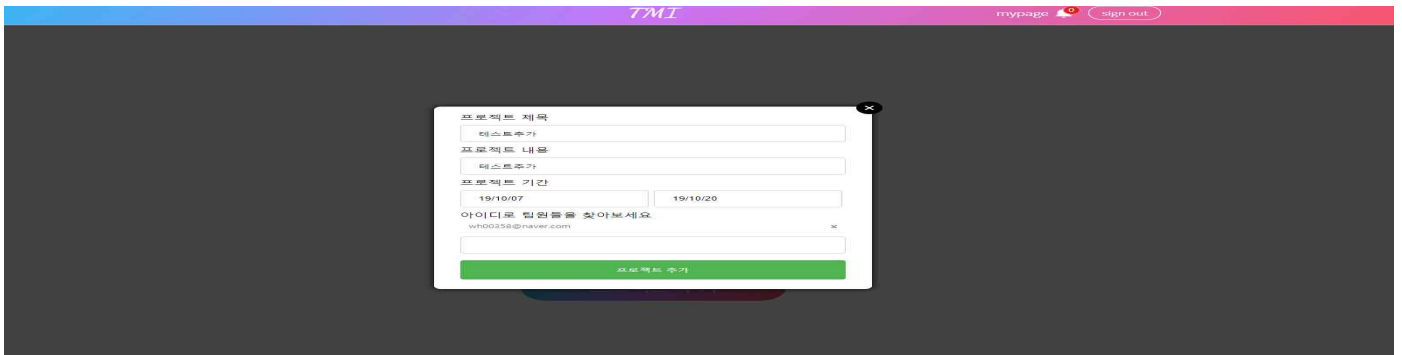 TMI
mypage 0 sign out
×
프로젝트 제목
테스트추가
프로젝트 내용
테스트추가
프로젝트 기간
19/10/07 19/10/20
아이디로 팀원들을 찾아보세요
wh00358@naver.com ×
프로젝트 추가